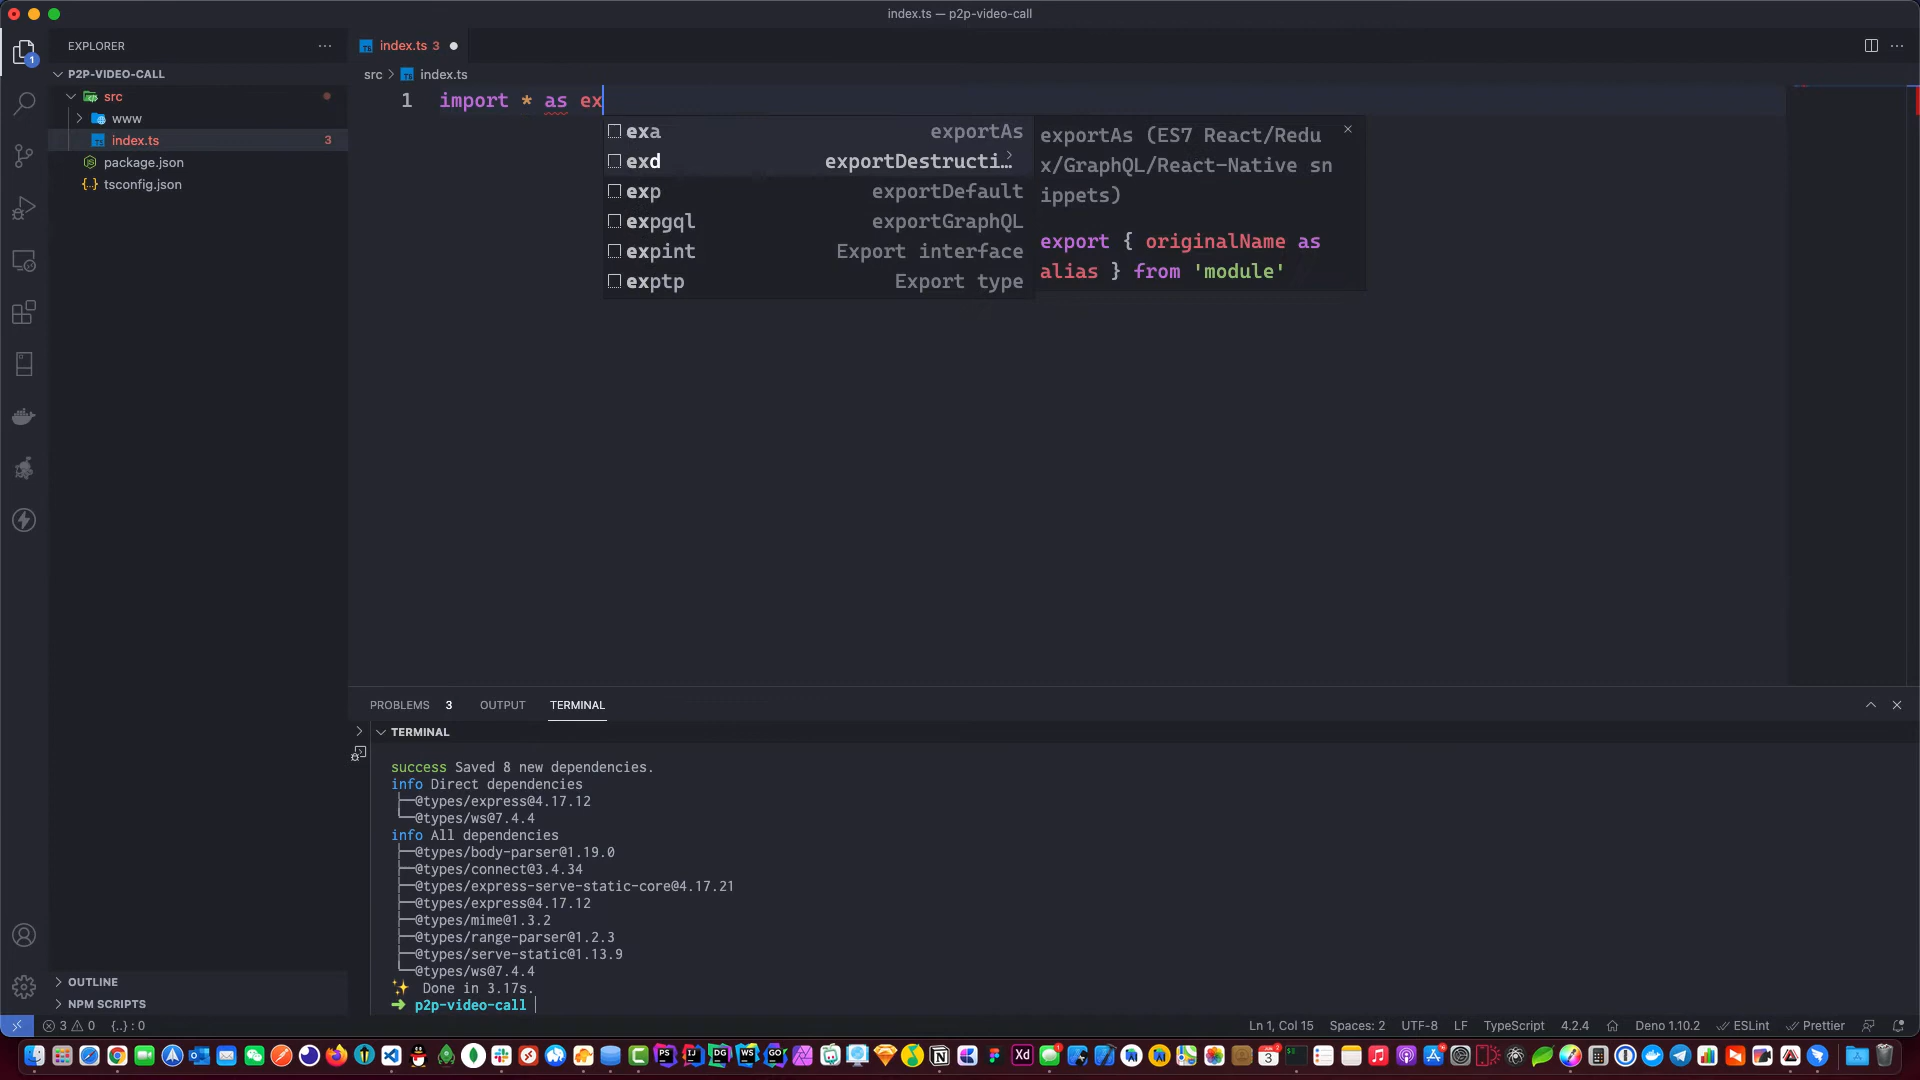 index.ts — p2p-video-call
EXPLORER
index.ts 3
P2P-VIDEO-CALL
src
www
index.ts 3
package.json
tsconfig.json
1
src > index.ts
1 import * as ex
exa exportAs
exd exportDestructi…
exp exportDefault
expgql exportGraphQL
expint Export interface
exptp Export type
exportAs (ES7 React/Redu
x/GraphQL/React-Native sn
ippets)
export { originalName as
alias } from 'module'
PROBLEMS 3 OUTPUT TERMINAL
TERMINAL
success Saved 8 new dependencies.
info Direct dependencies
├─@types/express@4.17.12
└─@types/ws@7.4.4
info All dependencies
├─@types/body-parser@1.19.0
├─@types/connect@3.4.34
├─@types/express-serve-static-core@4.17.21
├─@types/express@4.17.12
├─@types/mime@1.3.2
├─@types/range-parser@1.2.3
├─@types/serve-static@1.13.9
└─@types/ws@7.4.4
✨ Done in 3.17s.
➜ p2p-video-call
OUTLINE
NPM SCRIPTS
3 0 {..} : 0
Ln 1, Col 15 Spaces: 2 UTF-8 LF TypeScript 4.2.4 Deno 1.10.2 ESLint Prettier
PS IJ DG WS GO Xd 3